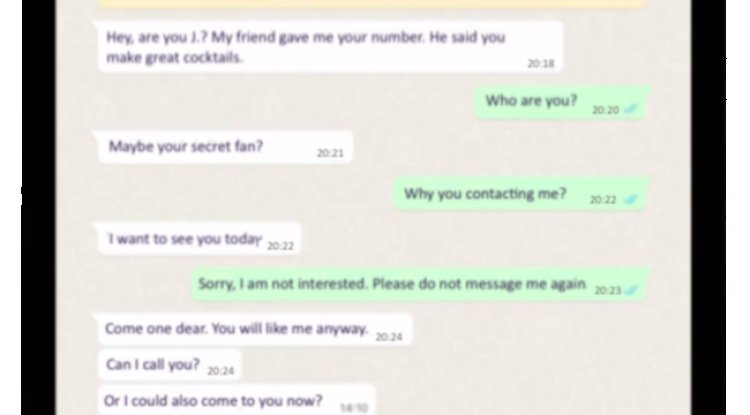 Hey, are you J.? My friend gave me your number. He said you
make great cocktails.
20:18
Who are you?
20:20
Maybe your secret fan?
20:21
Why you contacting me?
20:22
I want to see you today
20:22
Sorry, I am not interested. Please do not message me again
20:23
Come one dear. You will like me anyway.
20:24
Can I call you?
20:24
Or I could also come to you now?